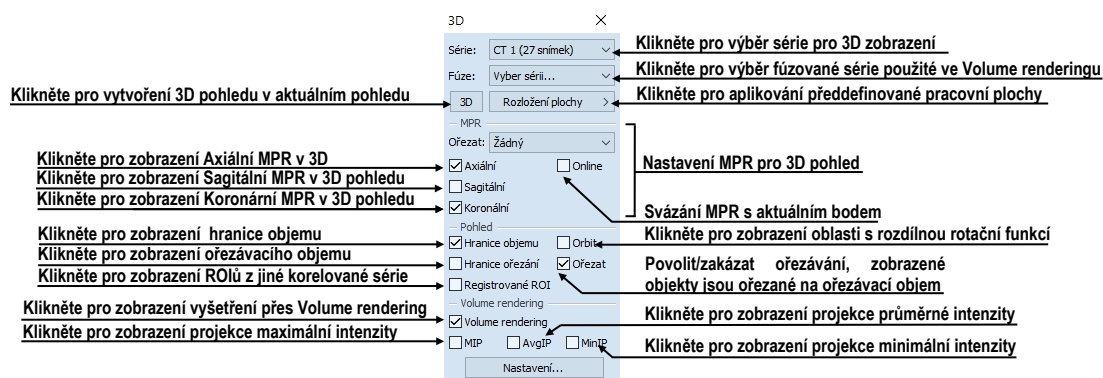 3D
Série: CT 1 (27 snímek)
Klikněte pro výběr série pro 3D zobrazení
Fúze: Vyber sérii...
Klikněte pro výběr fúzované série použité ve Volume renderingu
Klikněte pro vytvoření 3D pohledu v aktuálním pohledu
3D Rozložení plochy
Klikněte pro aplikování předdefinované pracovní plochy
MPR
Ořezat: Žádný
Klikněte pro zobrazení Axiální MPR v 3D
Axiální Online
Nastavení MPR pro 3D pohled
Klikněte pro zobrazení Sagitální MPR v 3D pohledu
Sagitální
Klikněte pro zobrazení Koronární MPR v 3D pohledu
Koronální
Svázání MPR s aktuálním bodem
Pohled
Klikněte pro zobrazení hranice objemu
Hranice objemu Orbit
Klikněte pro zobrazení oblasti s rozdílnou rotační funkcí
Klikněte pro zobrazení ořezávacího objemu
Hranice ořezání Ořezat
Povolit/zakázat ořezávání, zobrazené
objekty jsou ořezané na ořezávací objem
Klikněte pro zobrazení ROIů z jiné korelované série
Registrované ROI
Volume rendering
Klikněte pro zobrazení vyšetření přes Volume rendering
Volume rendering
Klikněte pro zobrazení projekce průměrné intenzity
Klikněte pro zobrazení projekce maximální intenzity
MIP AvgIP MinIP
Klikněte pro zobrazení projekce minimální intenzity
Nastavení...